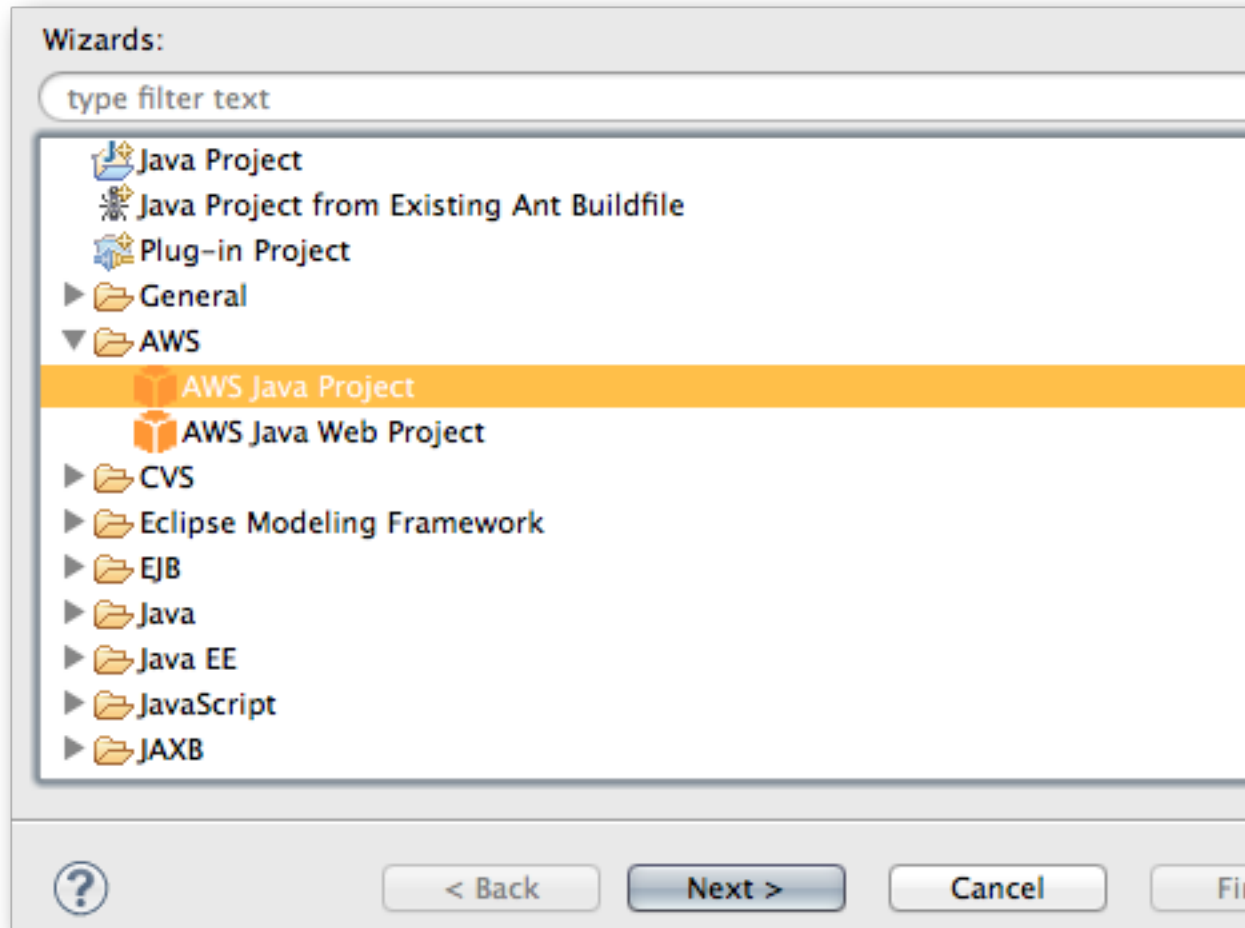 Wizards:
type filter text
Java Project
Java Project from Existing Ant Buildfile
Plug-in Project
General
AWS
AWS Java Project
AWS Java Web Project
CVS
Eclipse Modeling Framework
EJB
Java
Java EE
JavaScript
JAXB
? < Back Next > Cancel